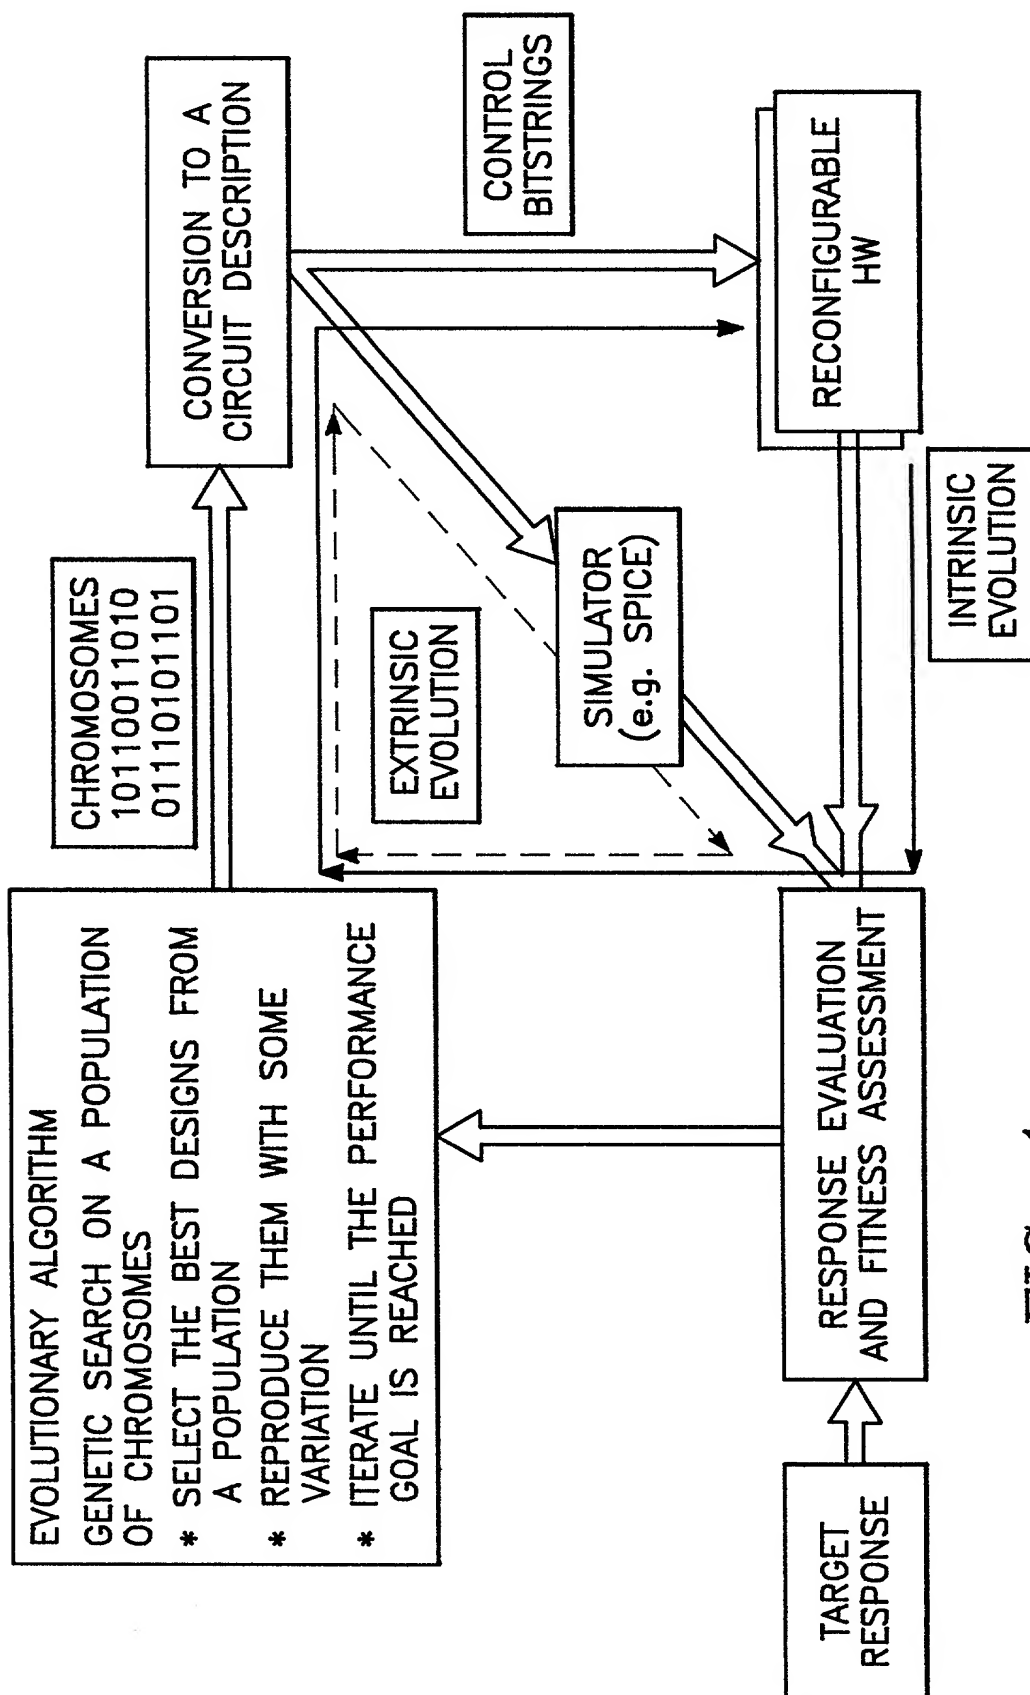 EVOLUTIONARY ALGORITHM
GENETIC SEARCH ON A POPULATION
OF CHROMOSOMES
* SELECT THE BEST DESIGNS FROM
A POPULATION
* REPRODUCE THEM WITH SOME
VARIATION
* ITERATE UNTIL THE PERFORMANCE
GOAL IS REACHED
CHROMOSOMES
10110011010
01110101101
CONVERSION TO A
CIRCUIT DESCRIPTION
EXTRINSIC
EVOLUTION
CONTROL
BITSTRINGS
SIMULATOR
(e.g. SPICE)
TARGET
RESPONSE
RESPONSE EVALUATION
AND FITNESS ASSESSMENT
RECONFIGURABLE
HW
INTRINSIC
EVOLUTION